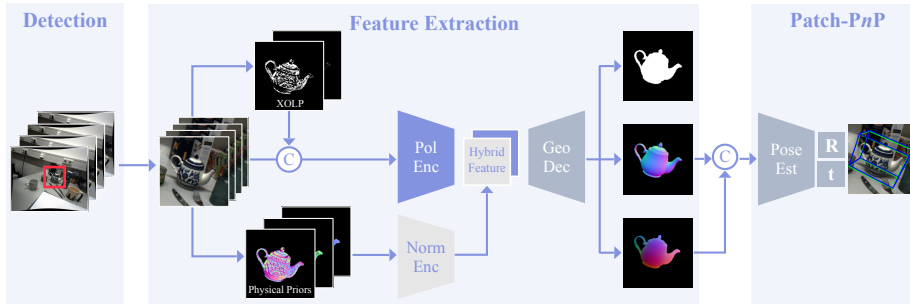 Detection
Feature Extraction
Patch-PnP
XOLP
C
Pol
Enc
Hybrid
Feature
Geo
Dec
C
Pose
Est
R
t
Physical Priors
Norm
Enc